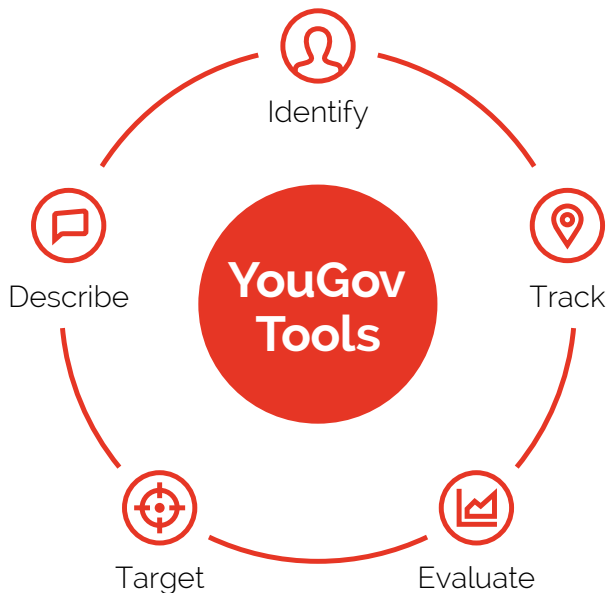 Identify
Describe
YouGov
Tools
Track
Target
Evaluate